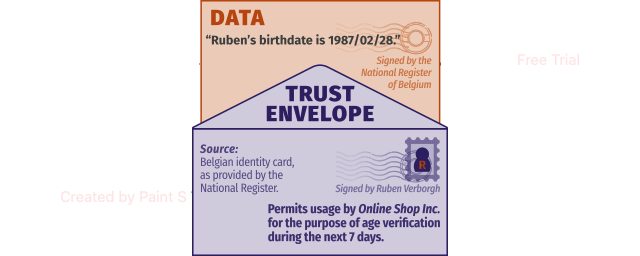 DATA
“Ruben’s birthdate is 1987/02/28.”
Signed by the
National Register
of Belgium
Free Trial
TRUST
ENVELOPE
Source:
Belgian identity card,
as provided by the
National Register.
R
Signed by Ruben Verborgh
Created by Paint S
Permits usage by Online Shop Inc.
for the purpose of age verification
during the next 7 days.